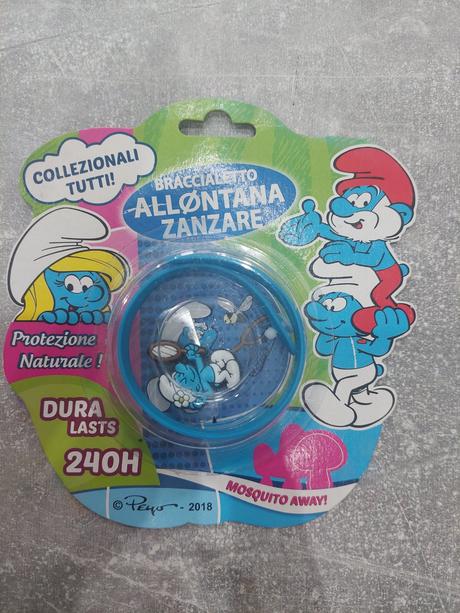 COLLEZIONALI
TUTTI!
BRACCIALETTO
ALLØNTANA
ZANZARE
Protezione
Naturale!
DURA
LASTS
240H
MOSQUITO AWAY!
© Peyo - 2018